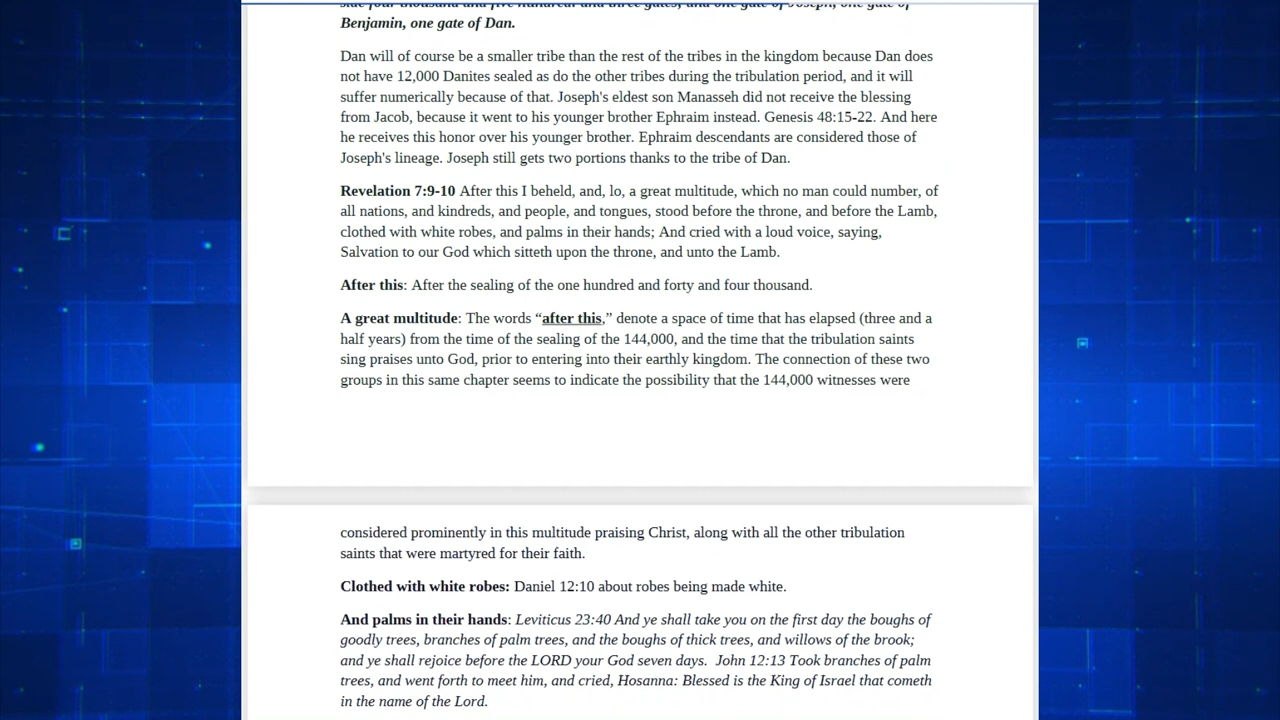 side four thousand and five hundred and three gates; and one gate of Joseph, one gate of
Benjamin, one gate of Dan.
Dan will of course be a smaller tribe than the rest of the tribes in the kingdom because Dan does
not have 12,000 Danites sealed as do the other tribes during the tribulation period, and it will
suffer numerically because of that. Joseph's eldest son Manasseh did not receive the blessing
from Jacob, because it went to his younger brother Ephraim instead. Genesis 48:15-22. And here
he receives this honor over his younger brother. Ephraim descendants are considered those of
Joseph's lineage. Joseph still gets two portions thanks to the tribe of Dan.
Revelation 7:9-10 After this I beheld, and, lo, a great multitude, which no man could number, of
all nations, and kindreds, and people, and tongues, stood before the throne, and before the Lamb,
clothed with white robes, and palms in their hands; And cried with a loud voice, saying,
Salvation to our God which sitteth upon the throne, and unto the Lamb.
After this: After the sealing of the one hundred and forty and four thousand.
A great multitude: The words “after this,” denote a space of time that has elapsed (three and a
half years) from the time of the sealing of the 144,000, and the time that the tribulation saints
sing praises unto God, prior to entering into their earthly kingdom. The connection of these two
groups in this same chapter seems to indicate the possibility that the 144,000 witnesses were
considered prominently in this multitude praising Christ, along with all the other tribulation
saints that were martyred for their faith.
Clothed with white robes: Daniel 12:10 about robes being made white.
And palms in their hands: Leviticus 23:40 And ye shall take you on the first day the boughs of
goodly trees, branches of palm trees, and the boughs of thick trees, and willows of the brook;
and ye shall rejoice before the LORD your God seven days. John 12:13 Took branches of palm
trees, and went forth to meet him, and cried, Hosanna: Blessed is the King of Israel that cometh
in the name of the Lord.